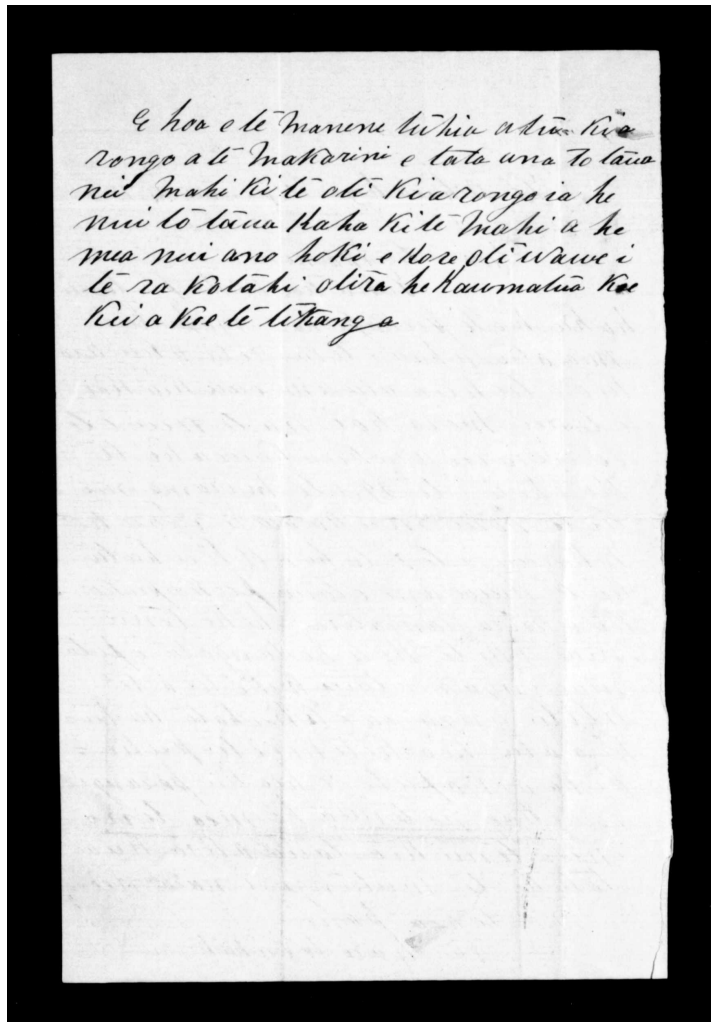 E hoa e te Manene tuhia atu kia
rongo a te Makarini e tata ana to taua
nei Mahi ki te oti Kia rongo ia he
nui to taua Kaha ki te Mahi a he
mea nui ano hoki e Kore oti wawe i
te ra Kotahi otira he Kaumatua Koe
Kei a Koe te tikanga